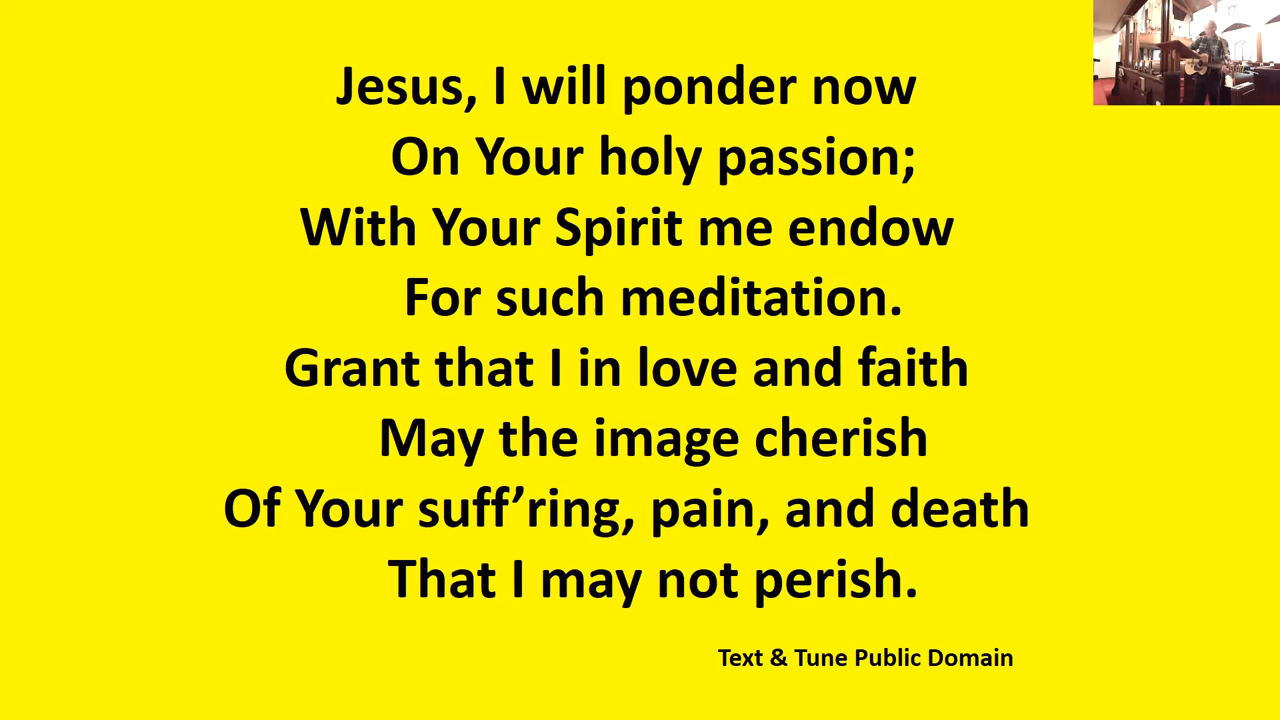 Jesus, I will ponder now
On Your holy passion;
With Your Spirit me endow
For such meditation.
Grant that I in love and faith
May the image cherish
Of Your suff’ring, pain, and death
That I may not perish.
Text & Tune Public Domain